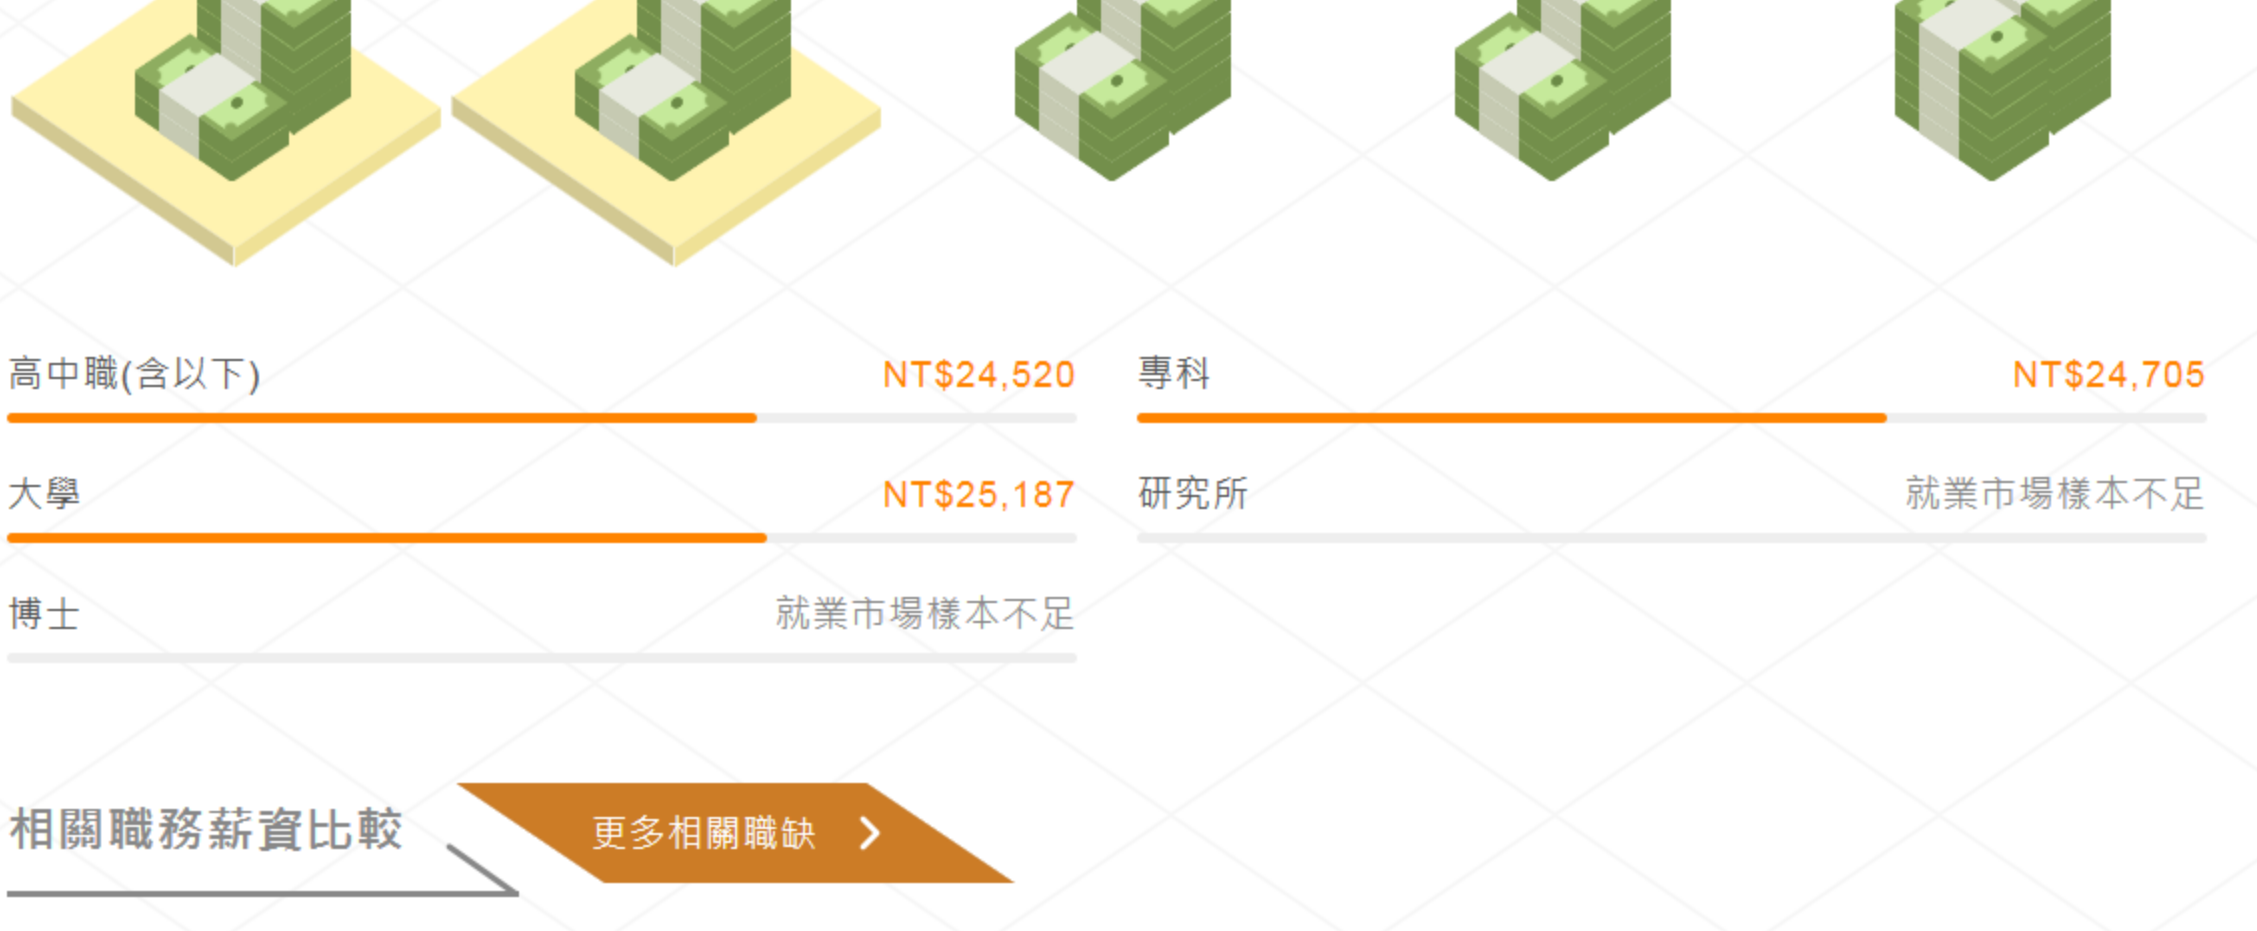 高中職(含以下) NT$24,520 專科 NT$24,705
大學 NT$25,187 研究所 就業市場樣本不足
博士 就業市場樣本不足
相關職務薪資比較 更多相關職缺